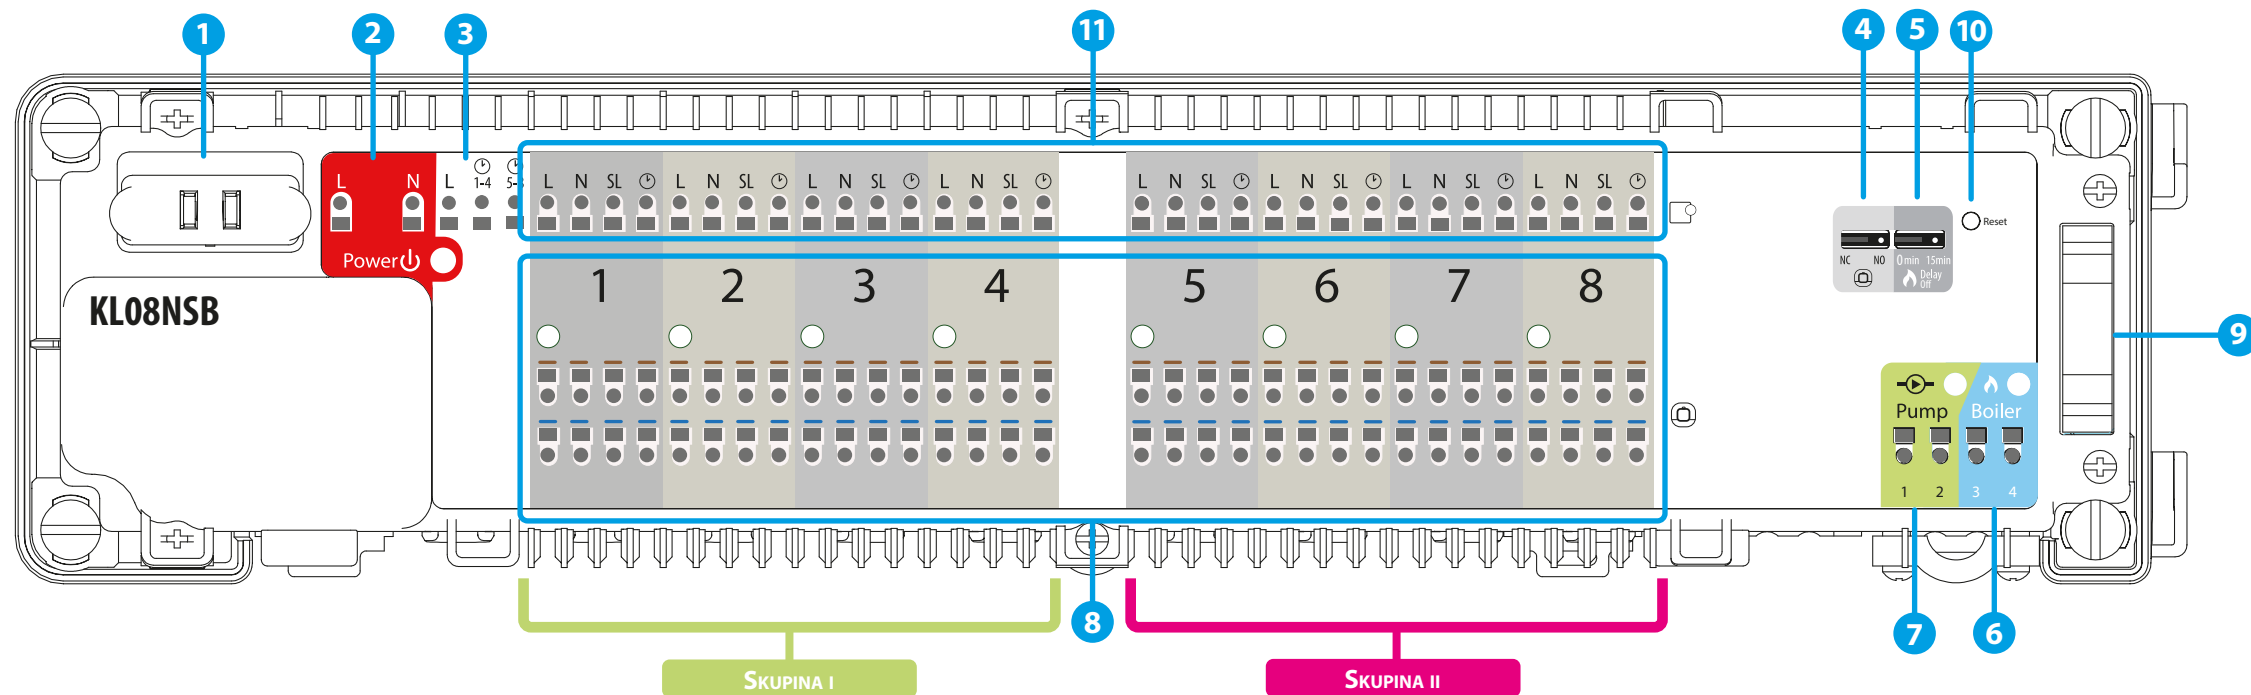 1 2 3 11 4 5 10
1-4 5-
L N L L N SL L N SL L N SL L N SL L N SL L N SL L N SL L N SL
Reset
Power
NC NO 0 min 15min
Delay
Off
1 2 3 4 5 6 7 8
KL08NSB
9
Pump Boiler
1 2 3 4
8 7 6
SKUPINA I SKUPINA II